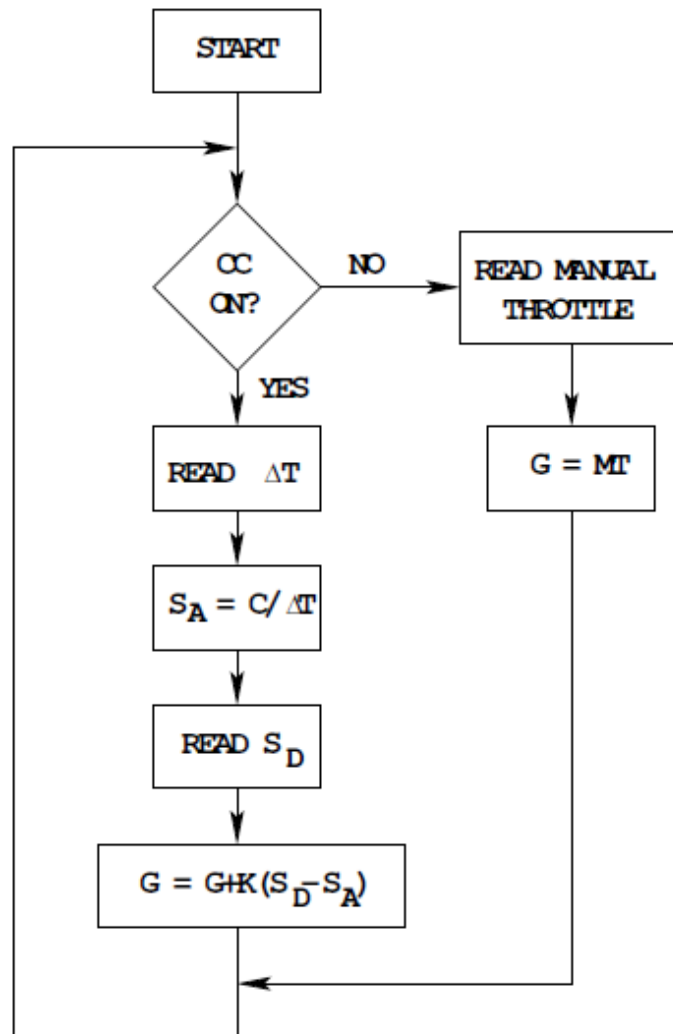 START
CC
ON?
NO
READ MANUAL
THROTTLE
YES
READ ΔT
G = MT
S_A = C/ΔT
READ S_D
G = G+K(S_D-S_A)